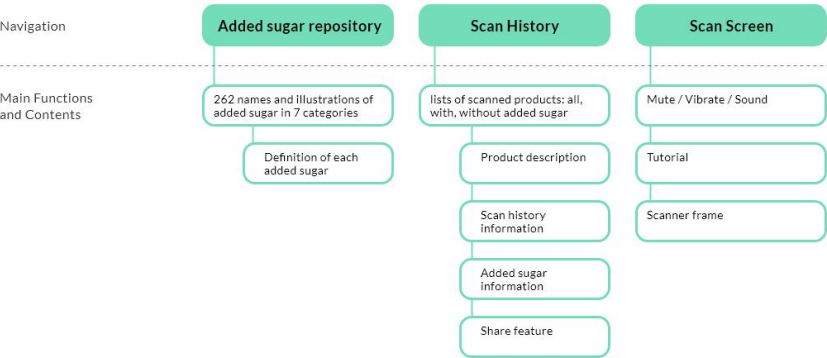 Navigation
Added sugar repository
Scan History
Scan Screen
Main Functions
and Contents
262 names and illustrations of
added sugar in 7 categories
Definition of each
added sugar
lists of scanned products: all,
with, without added sugar
Product description
Scan history
information
Added sugar
information
Share feature
Mute / Vibrate / Sound
Tutorial
Scanner frame